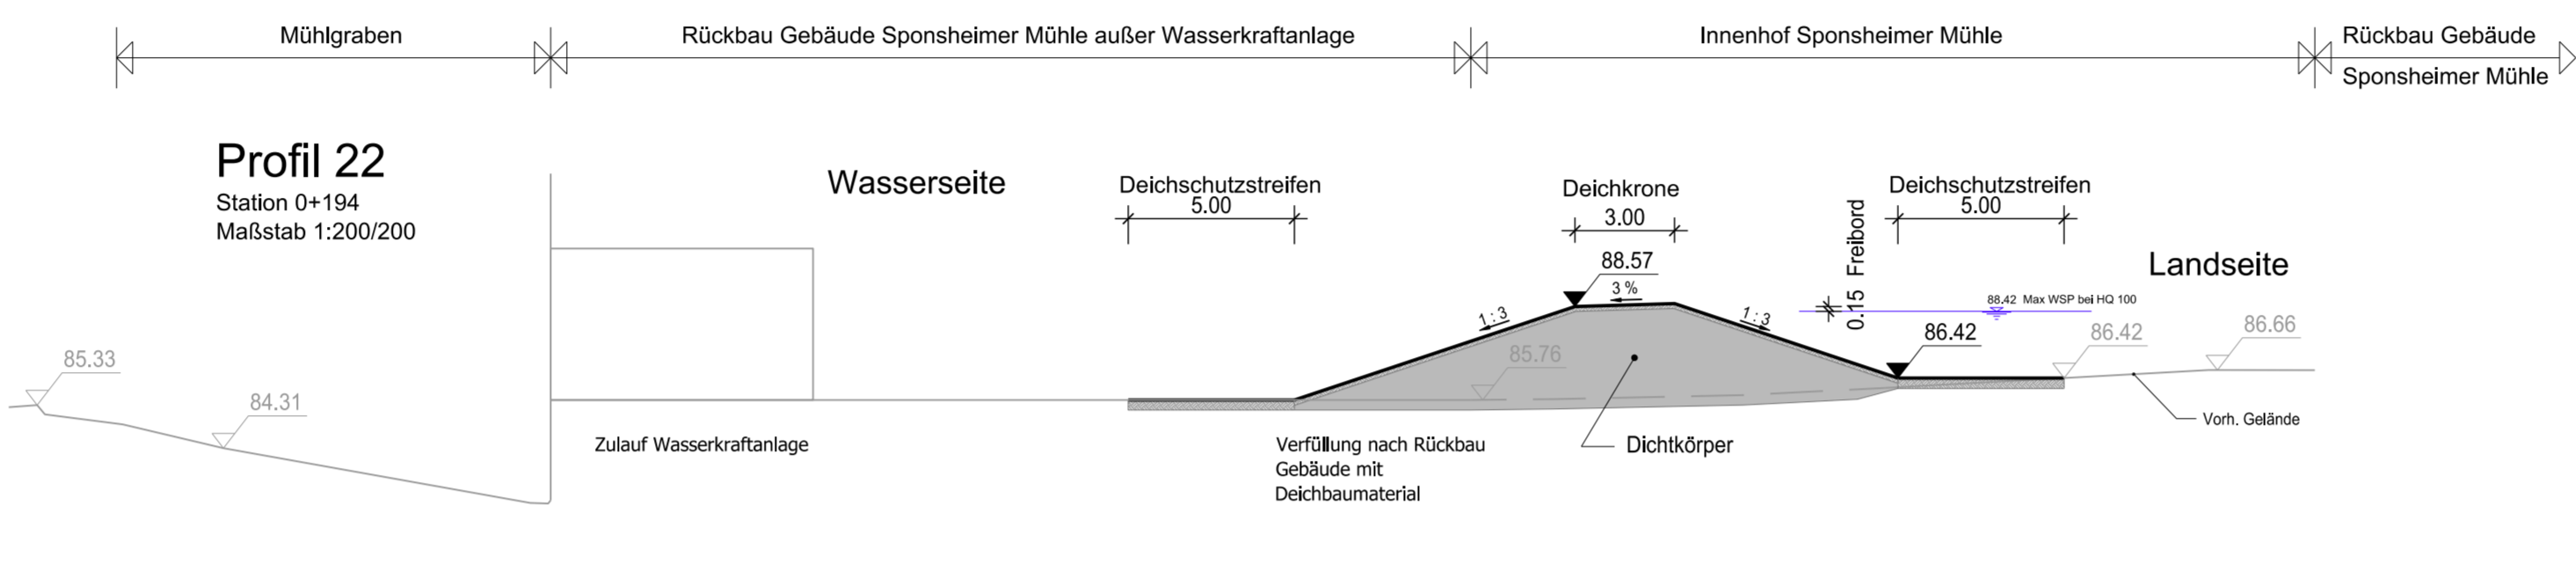 Mühlgraben
Rückbau Gebäude Sponsheimer Mühle außer Wasserkraftanlage
Innenhof Sponsheimer Mühle
Rückbau Gebäude
Sponsheimer Mühle
Profil 22
Station 0+194
Maßstab 1:200/200
Wasserseite
Deichschutzstreifen
5.00
Deichkrone
3.00
Deichschutzstreifen
5.00
0.15 Freibord
Landseite
88.57
3 %
1 : 3
1 : 3
88.42 Max WSP bei HQ 100
86.42
86.42
86.66
85.33
84.31
85.76
Vorh. Gelände
Zulauf Wasserkraftanlage
Verfüllung nach Rückbau
Gebäude mit
Deichbaumaterial
Dichtkörper